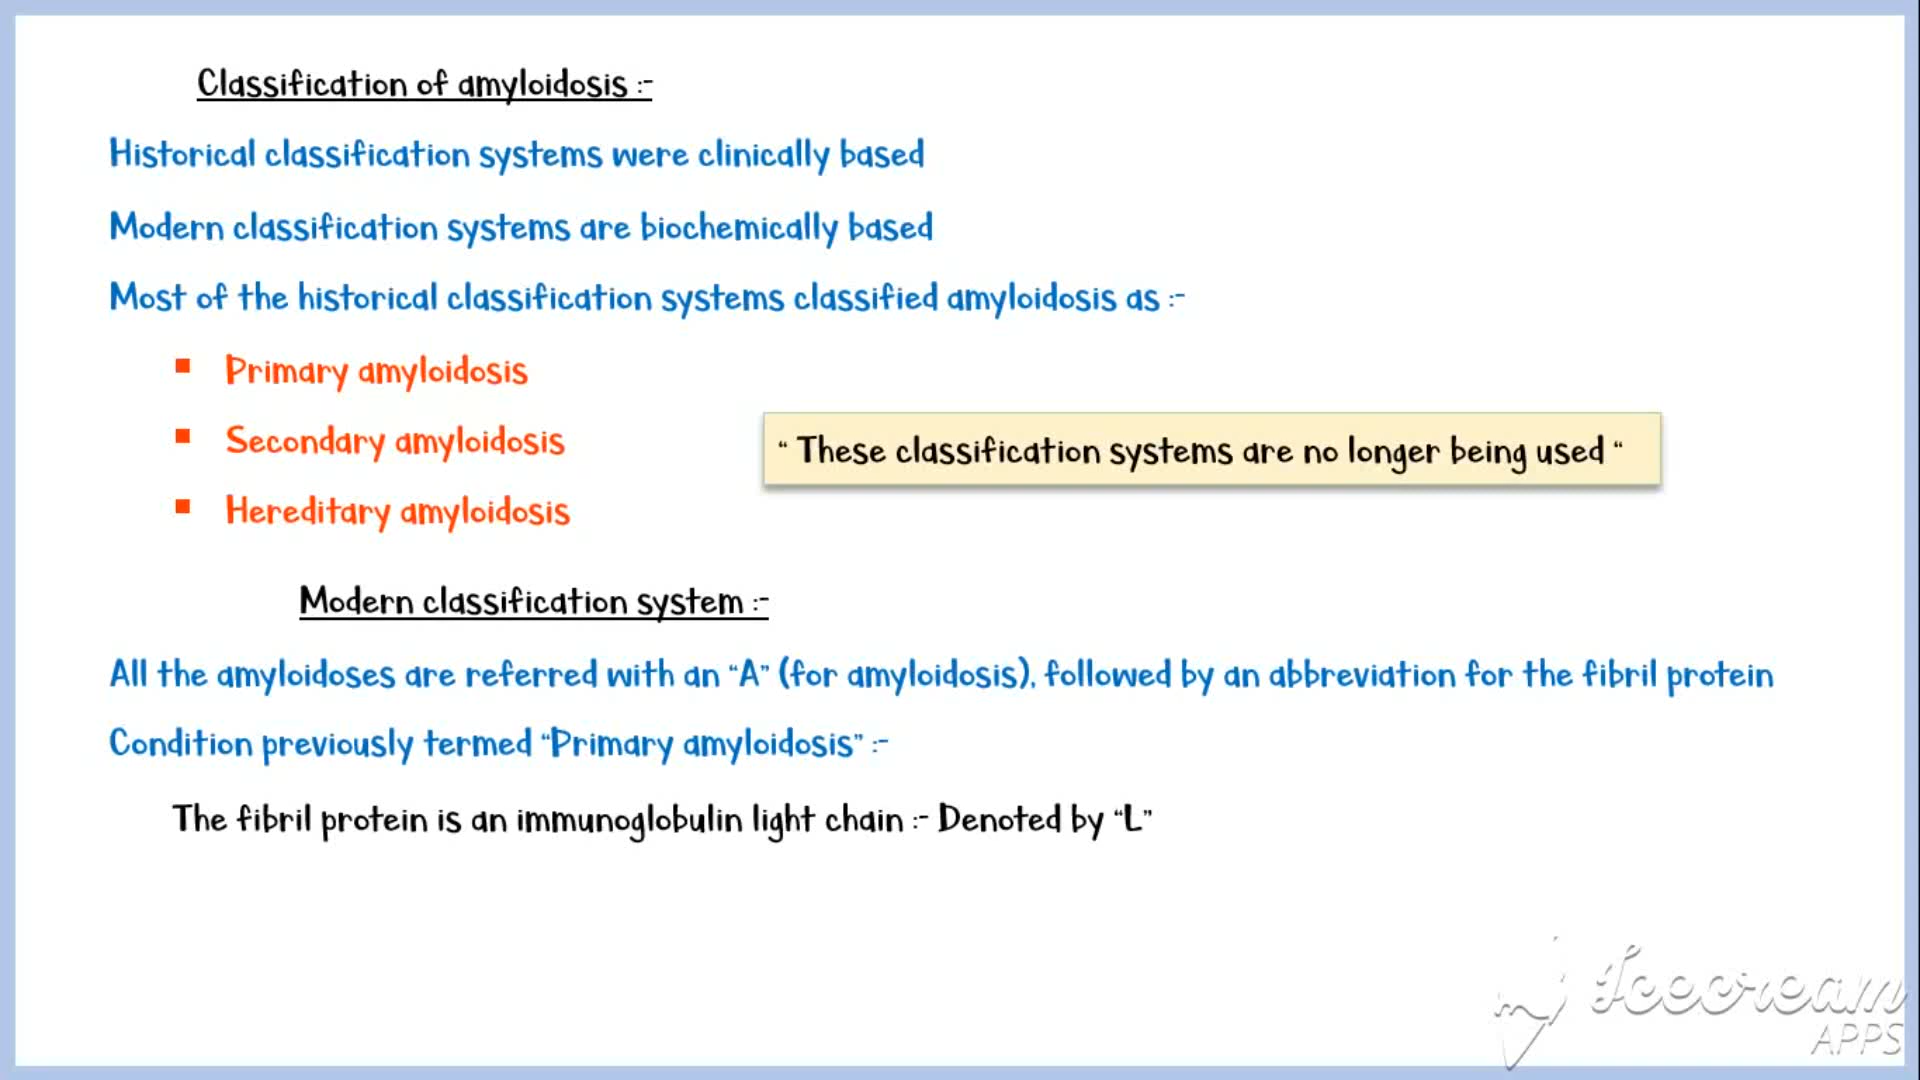 Classification of amyloidosis :-
Historical classification systems were clinically based
Modern classification systems are biochemically based
Most of the historical classification systems classified amyloidosis as :-
▪ Primary amyloidosis
▪ Secondary amyloidosis
“ These classification systems are no longer being used “
▪ Hereditary amyloidosis
Modern classification system :-
All the amyloidoses are referred with an “A” (for amyloidosis), followed by an abbreviation for the fibril protein
Condition previously termed “Primary amyloidosis” :-
The fibril protein is an immunoglobulin light chain :- Denoted by “L”
Icecream
APPS